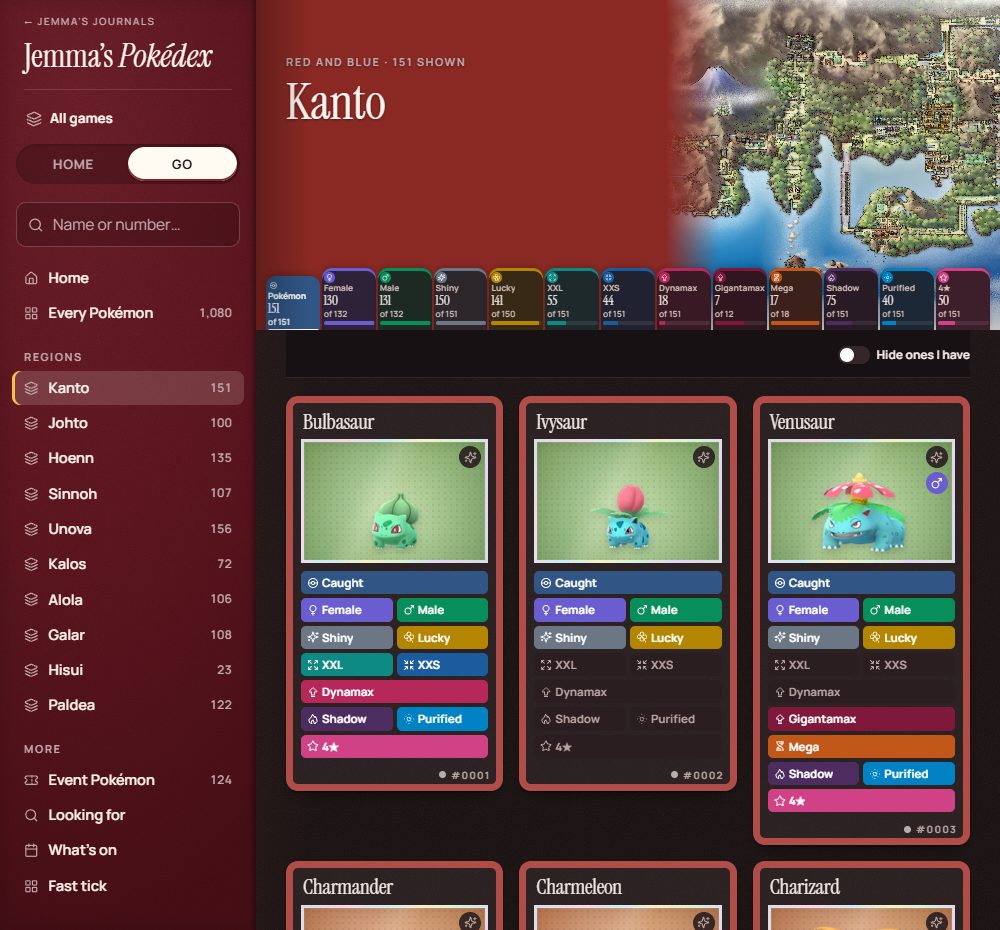 ← JEMMA'S JOURNALS
Jemma's Pokédex
All games
HOME GO
Name or number...
Home
Every Pokémon 1,080
REGIONS
Kanto 151
Johto 100
Hoenn 135
Sinnoh 107
Unova 156
Kalos 72
Alola 106
Galar 108
Hisui 23
Paldea 122
MORE
Event Pokémon 124
Looking for
What's on
Fast tick
RED AND BLUE · 151 SHOWN
Kanto
Pokémon 151 of 151
Female 130 of 132
Male 131 of 132
Shiny 150 of 151
Lucky 141 of 150
XXL 55 of 151
XXS 44 of 151
Dynamax 18 of 151
Gigantamax 7 of 12
Mega 17 of 18
Shadow 75 of 151
Purified 40 of 151
4★ 50 of 151
Hide ones I have
Bulbasaur
Caught
Female Male
Shiny Lucky
XXL XXS
Dynamax
Shadow Purified
4★
#0001
Ivysaur
Caught
Female Male
Shiny Lucky
XXL XXS
Dynamax
Shadow Purified
4★
#0002
Venusaur
Caught
Female Male
Shiny Lucky
XXL XXS
Dynamax
Gigantamax
Mega
Shadow Purified
4★
#0003
Charmander
Charmeleon
Charizard